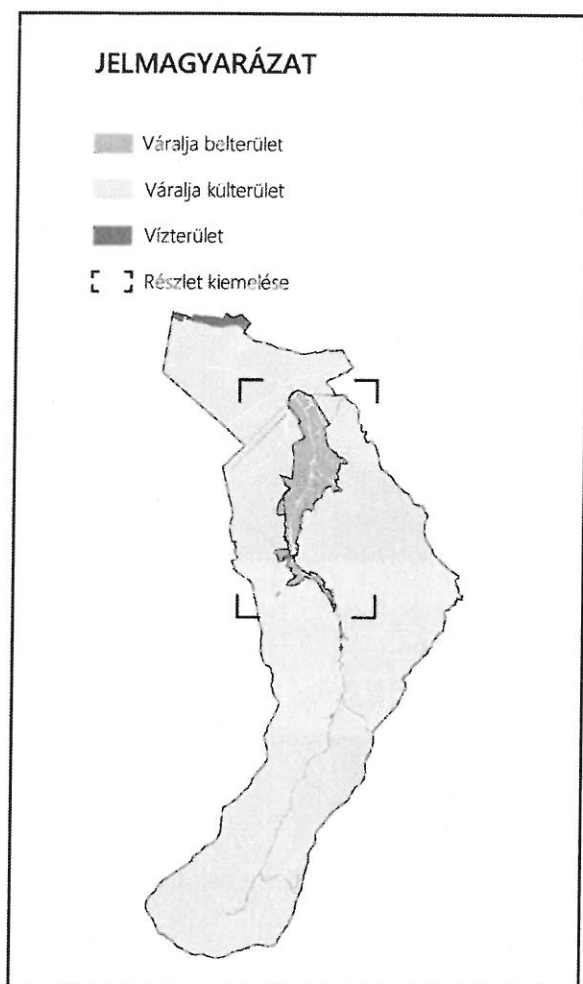 JELMAGYARÁZAT
Váralja belterület
Váralja külterület
Vízterület
Részlet kiemelése